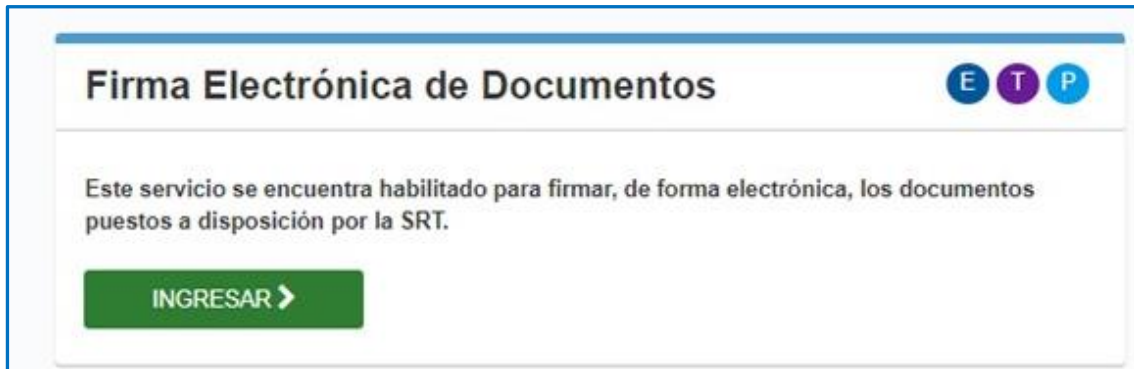 Firma Electrónica de Documentos
E T P
Este servicio se encuentra habilitado para firmar, de forma electrónica, los documentos
puestos a disposición por la SRT.
INGRESAR